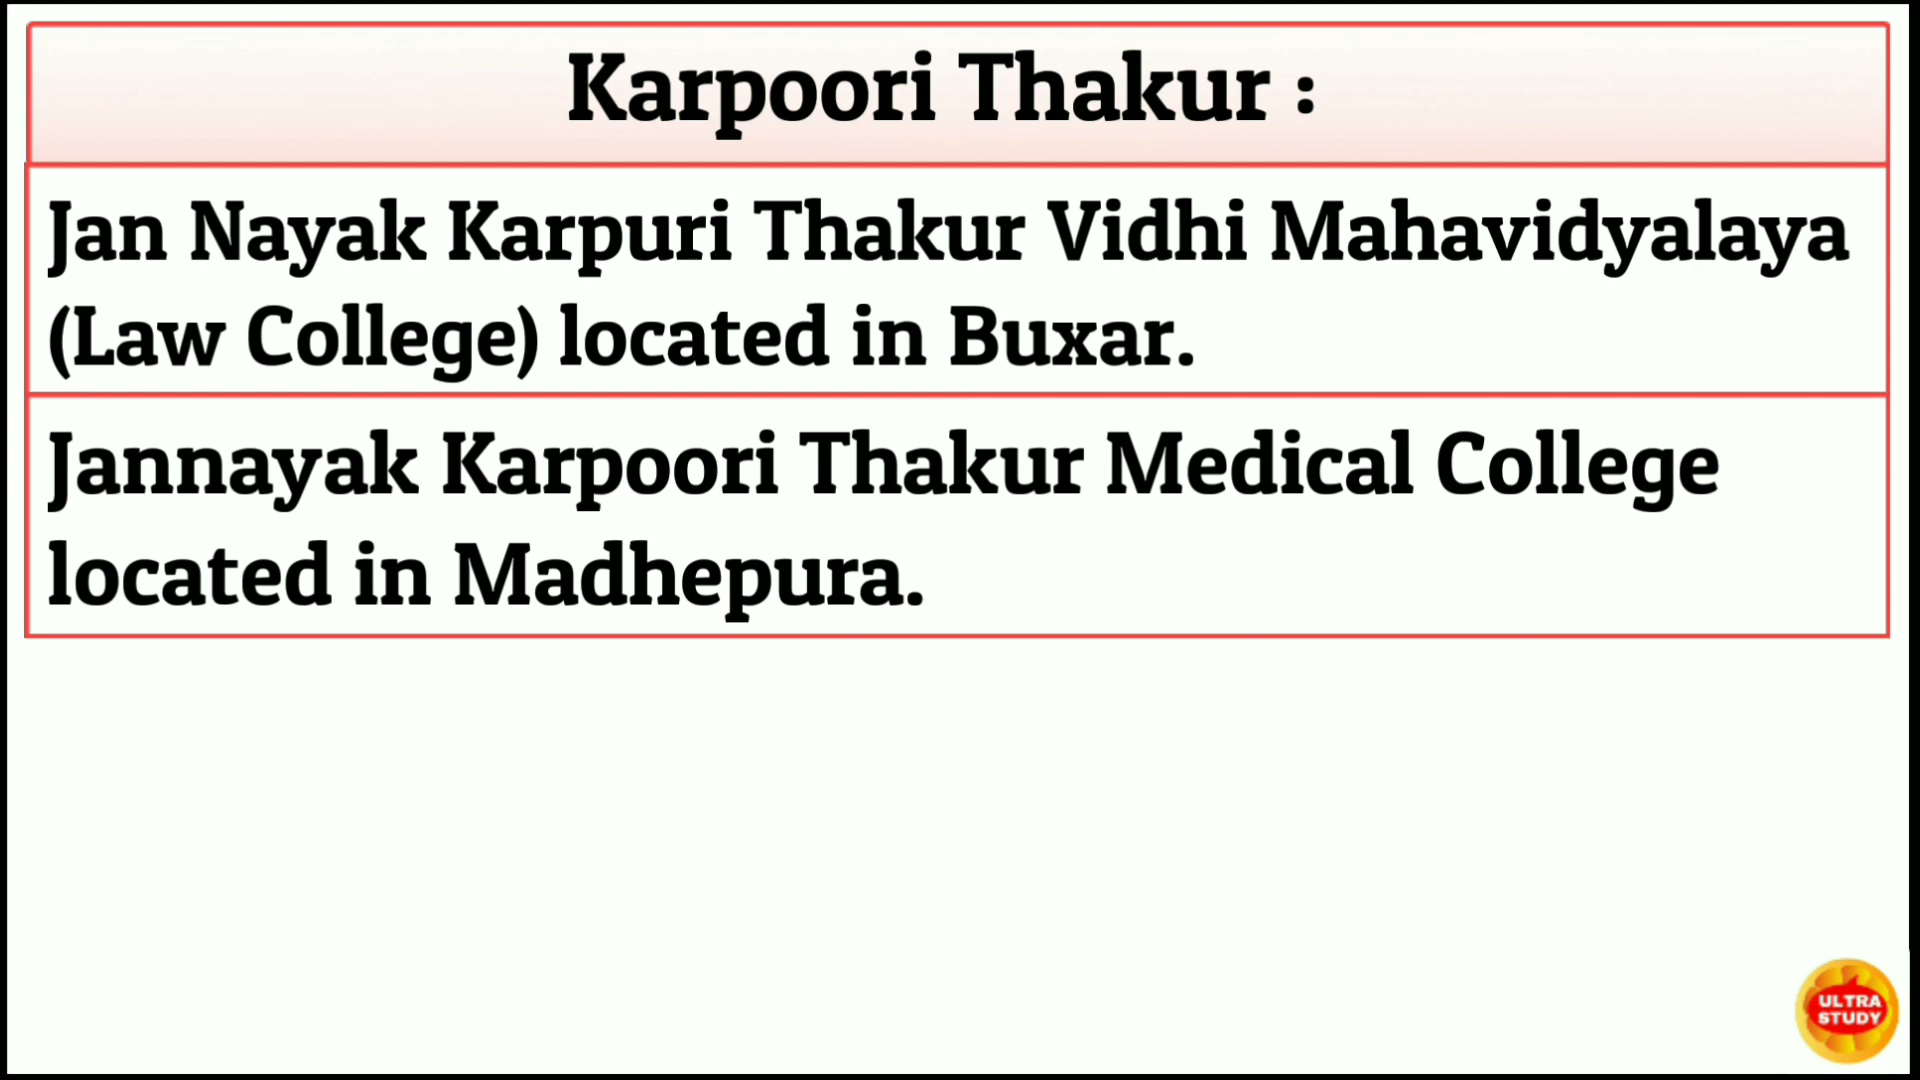 Karpoori Thakur :
Jan Nayak Karpuri Thakur Vidhi Mahavidyalaya
(Law College) located in Buxar.
Jannayak Karpoori Thakur Medical College
located in Madhepura.
ULTRA
STUDY